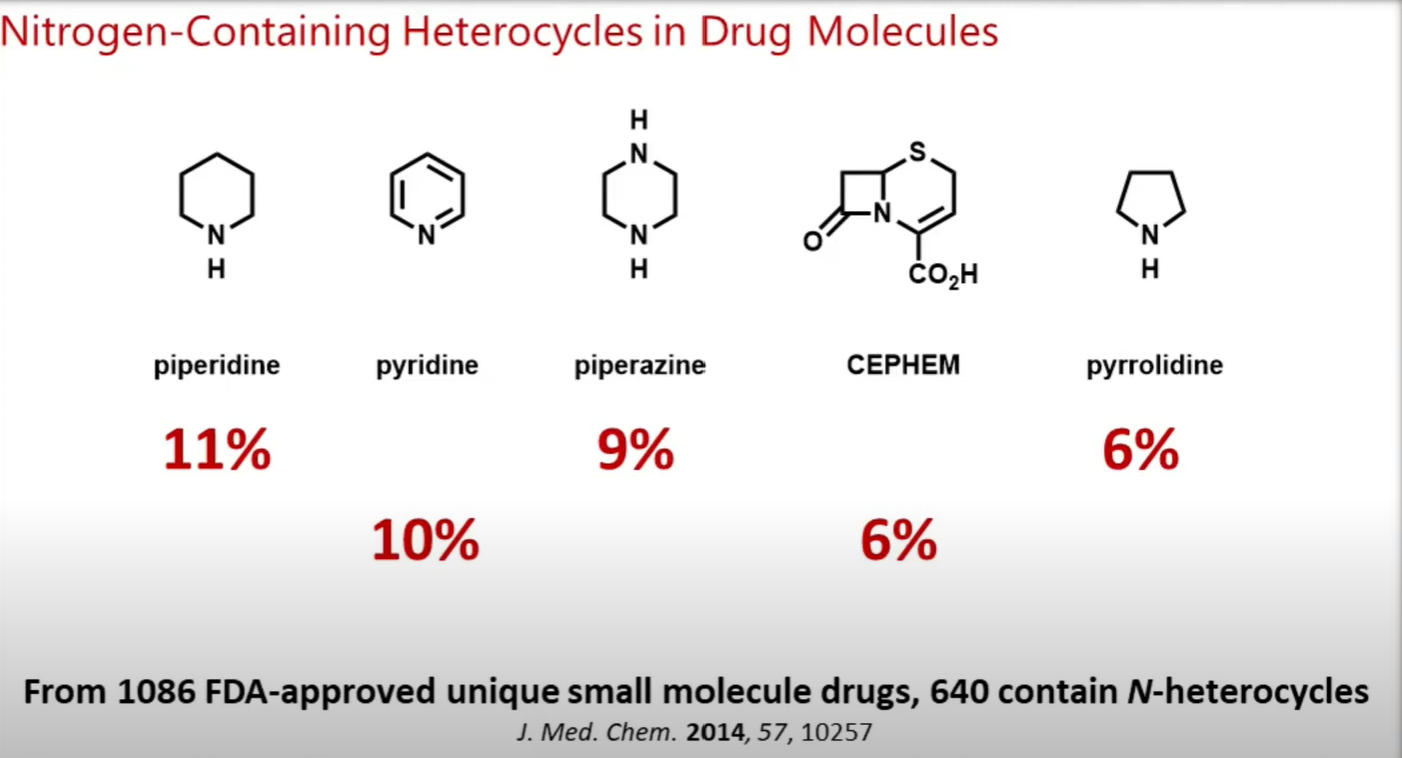 Nitrogen-Containing Heterocycles in Drug Molecules
H
N
S
N
H
N
N
H
N
O
CO₂H
N
H
piperidine
pyridine
piperazine
CEPHEM
pyrrolidine
11%
9%
6%
10%
6%
From 1086 FDA-approved unique small molecule drugs, 640 contain N-heterocycles
J. Med. Chem. 2014, 57, 10257